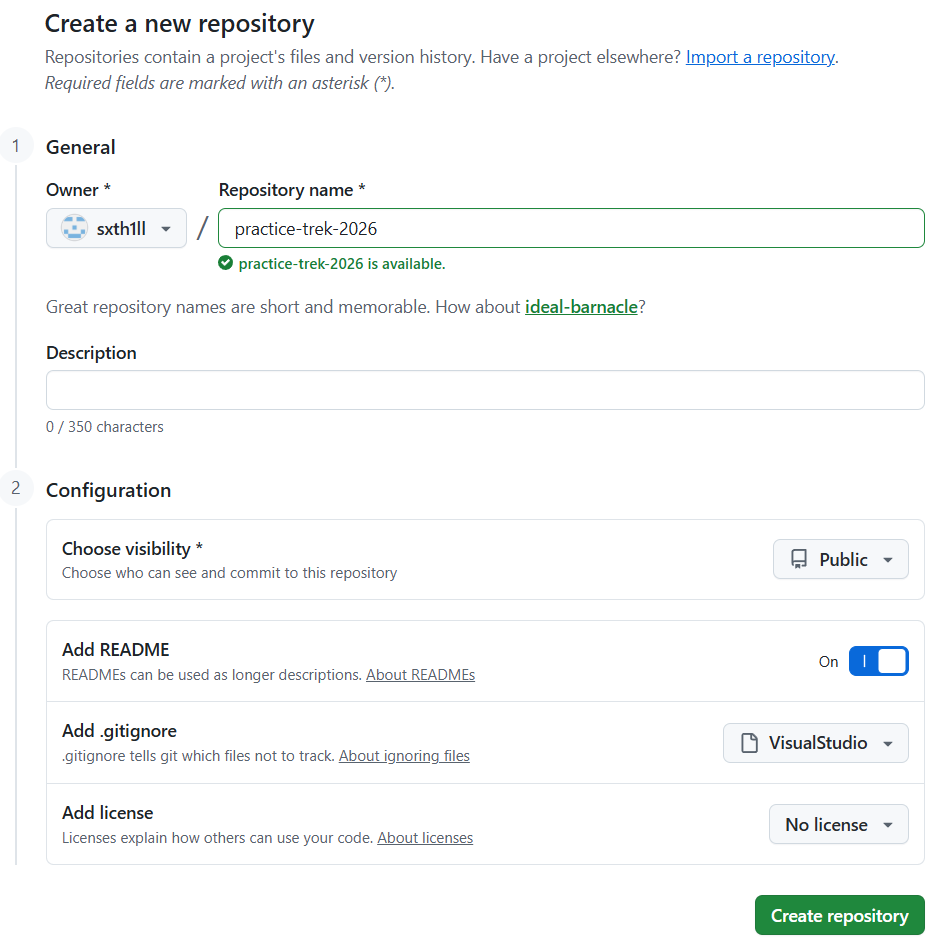 Create a new repository
Repositories contain a project's files and version history. Have a project elsewhere? Import a repository.
Required fields are marked with an asterisk (*).
1
General
Owner *
Repository name *
sxth1ll
/
practice-trek-2026
practice-trek-2026 is available.
Great repository names are short and memorable. How about ideal-barnacle?
Description
0 / 350 characters
2
Configuration
Choose visibility *
Choose who can see and commit to this repository
Public
Add README
READMEs can be used as longer descriptions. About READMEs
On
Add .gitignore
.gitignore tells git which files not to track. About ignoring files
VisualStudio
Add license
Licenses explain how others can use your code. About licenses
No license
Create repository